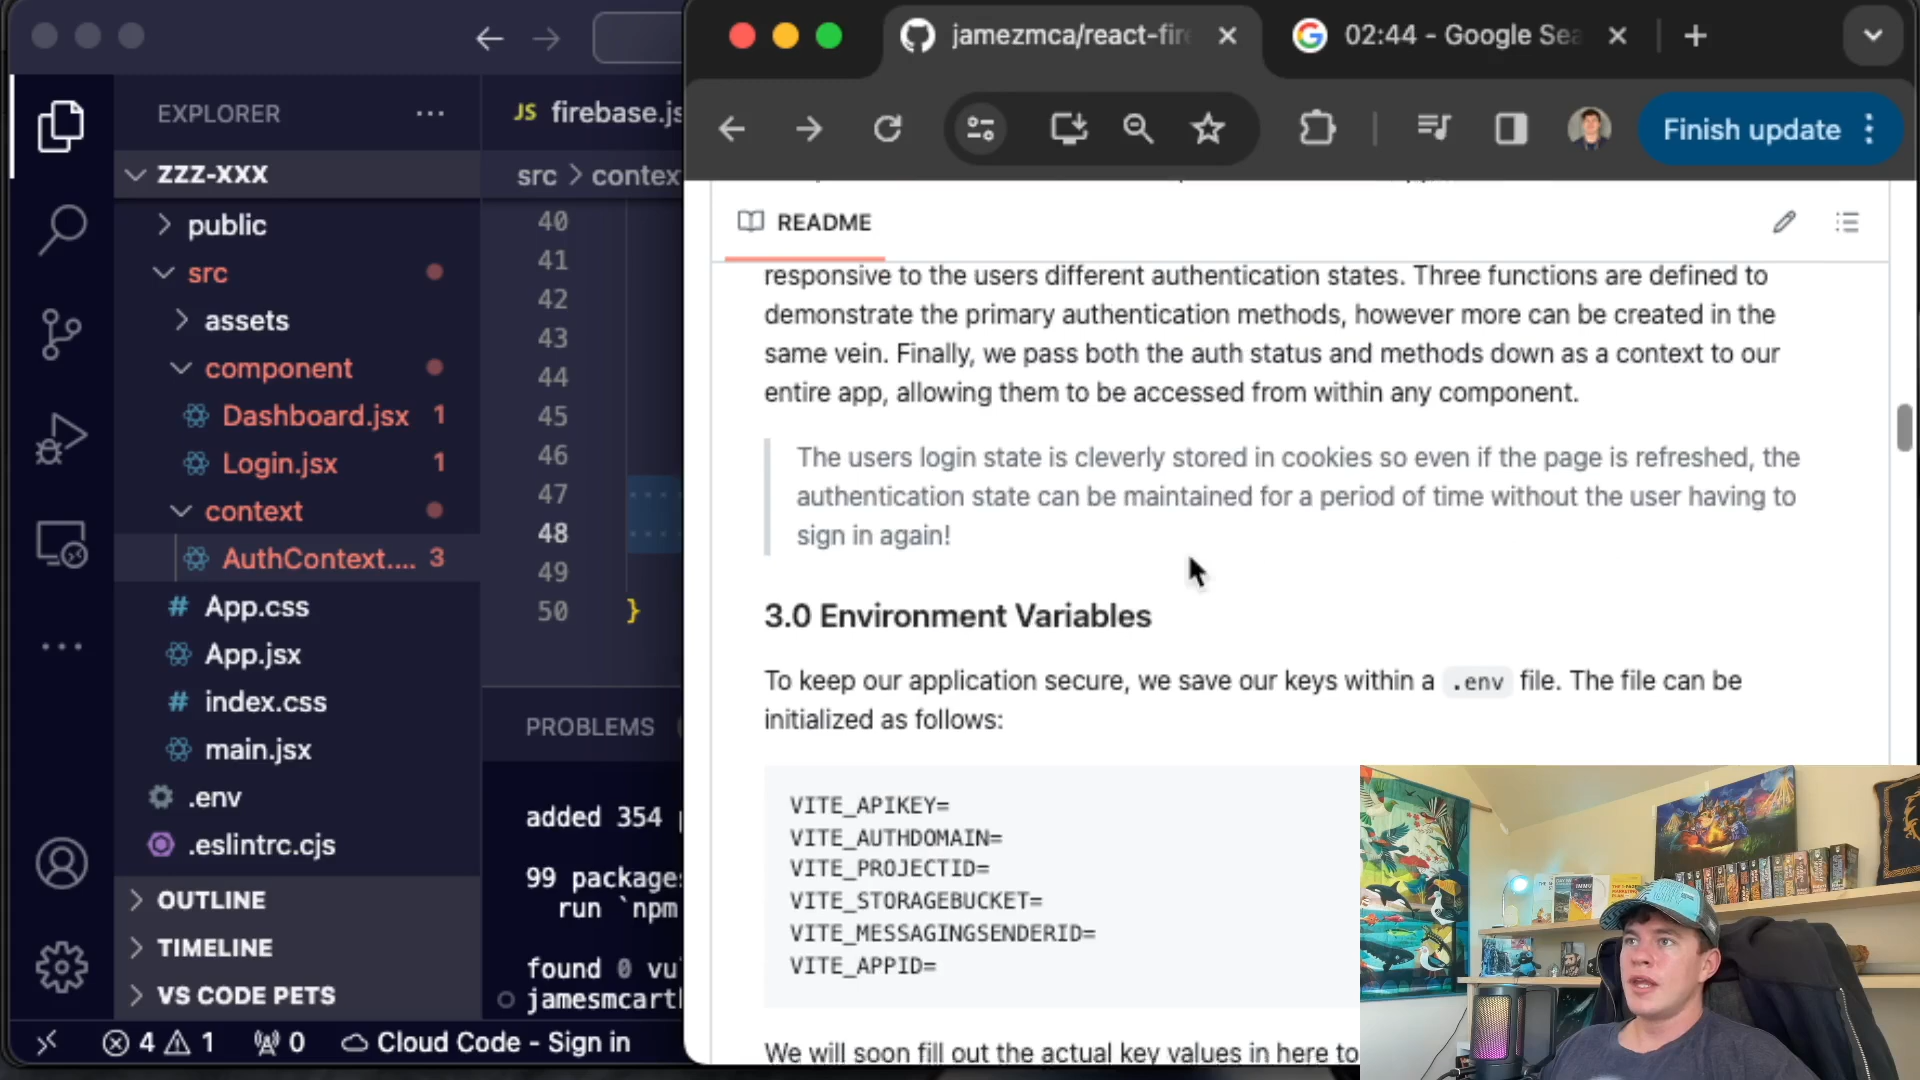 jamezmca/react-fire
02:44 - Google Sea
Finish update
EXPLORER
ZZZ-XXX
public
src
assets
component
Dashboard.jsx 1
Login.jsx 1
context
AuthContext.... 3
App.css
App.jsx
index.css
main.jsx
.env
.eslintrc.cjs
OUTLINE
TIMELINE
VS CODE PETS
4 1 0 Cloud Code - Sign in
JS firebase.js
src > contex
40
41
42
43
44
45
46
47
48
49
50 }
PROBLEMS
added 354
99 packages
run `npm
found 0 vu
jamesmcart
README
responsive to the users different authentication states. Three functions are defined to
demonstrate the primary authentication methods, however more can be created in the
same vein. Finally, we pass both the auth status and methods down as a context to our
entire app, allowing them to be accessed from within any component.
The users login state is cleverly stored in cookies so even if the page is refreshed, the
authentication state can be maintained for a period of time without the user having to
sign in again!
3.0 Environment Variables
To keep our application secure, we save our keys within a .env file. The file can be
initialized as follows:
VITE_APIKEY=
VITE_AUTHDOMAIN=
VITE_PROJECTID=
VITE_STORAGEBUCKET=
VITE_MESSAGINGSENDERID=
VITE_APPID=
We will soon fill out the actual key values in here to